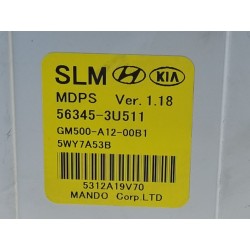 SLM KIA
MDPS Ver. 1.18
56345-3U511
GM500-A12-00B1
5WY7A53B
5312A19V70
MANDO Corp.LTD